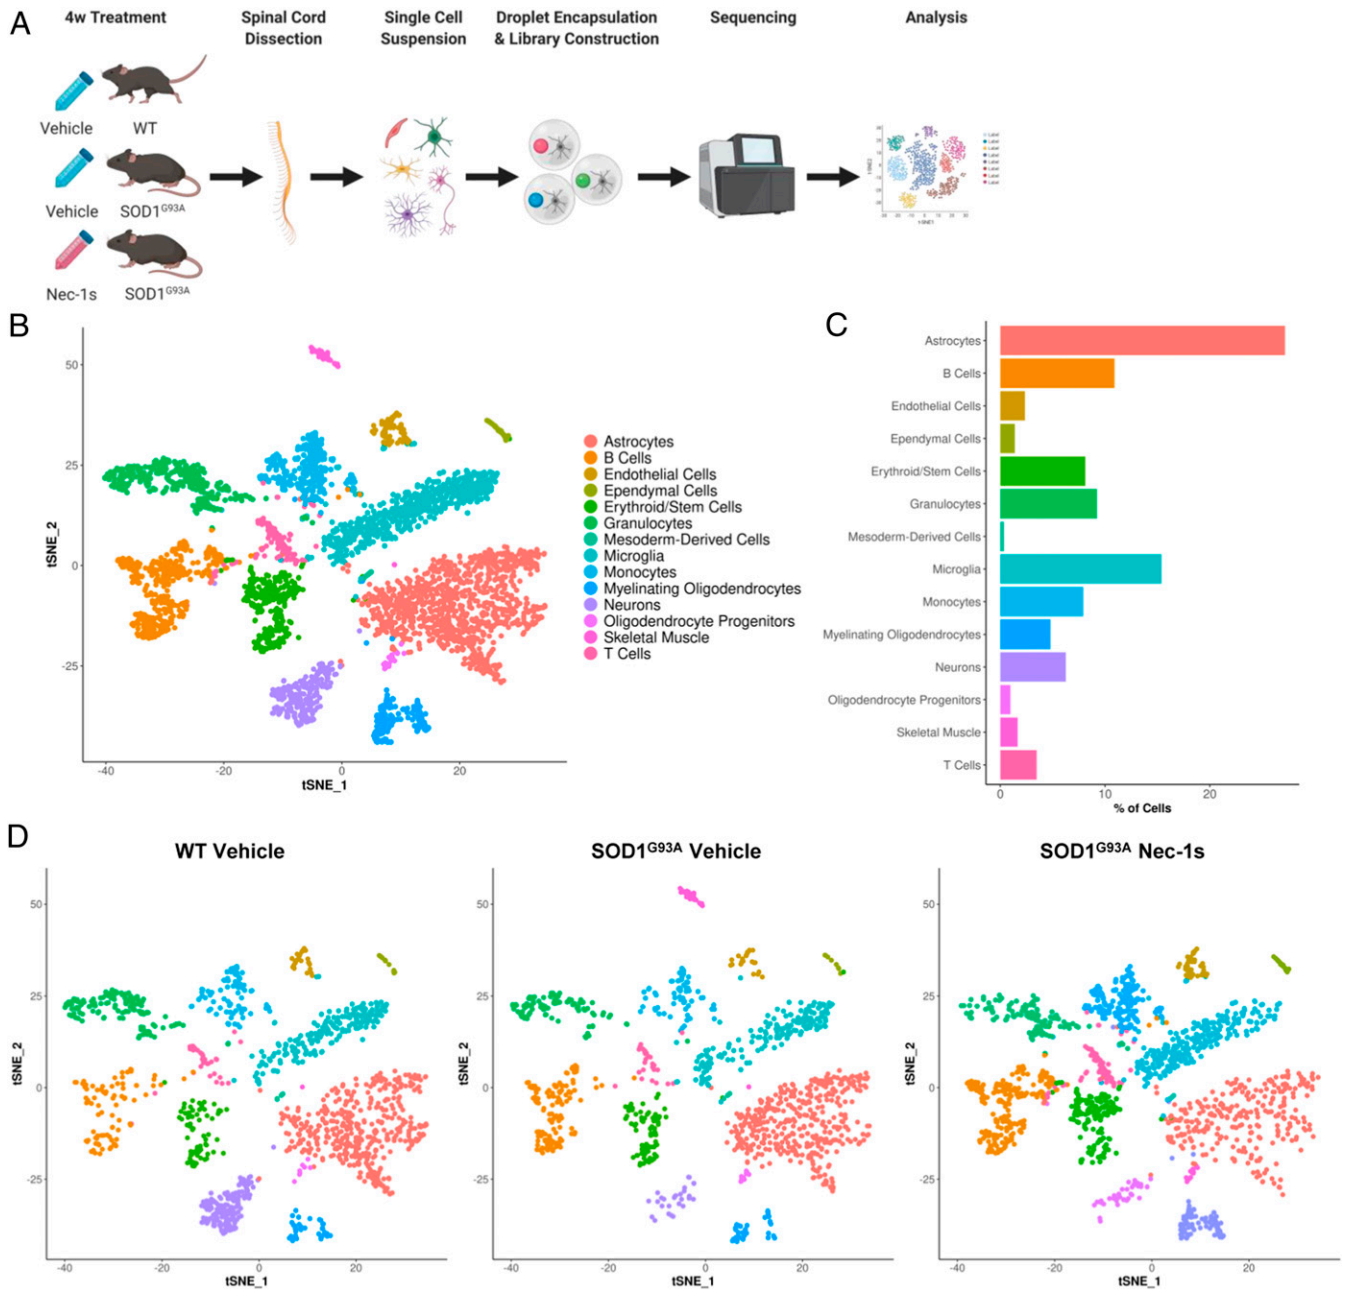 A
4w Treatment
Spinal Cord
Dissection
Single Cell
Suspension
Droplet Encapsulation
& Library Construction
Sequencing
Analysis
Vehicle WT
Vehicle SOD1G93A
Nec-1s SOD1G93A
B
50
25
0
-25
-40 -20 0 20
tSNE_1
tSNE_2
Astrocytes
B Cells
Endothelial Cells
Ependymal Cells
Erythroid/Stem Cells
Granulocytes
Mesoderm-Derived Cells
Microglia
Monocytes
Myelinating Oligodendrocytes
Neurons
Oligodendrocyte Progenitors
Skeletal Muscle
T Cells
C
Astrocytes
B Cells
Endothelial Cells
Ependymal Cells
Erythroid/Stem Cells
Granulocytes
Mesoderm-Derived Cells
Microglia
Monocytes
Myelinating Oligodendrocytes
Neurons
Oligodendrocyte Progenitors
Skeletal Muscle
T Cells
0 10 20
% of Cells
D
WT Vehicle
50
25
0
-25
-40 -20 0 20
tSNE_1
tSNE_2
SOD1G93A Vehicle
50
25
0
-25
-40 -20 0 20
tSNE_1
tSNE_2
SOD1G93A Nec-1s
50
25
0
-25
-40 -20 0 20
tSNE_1
tSNE_2